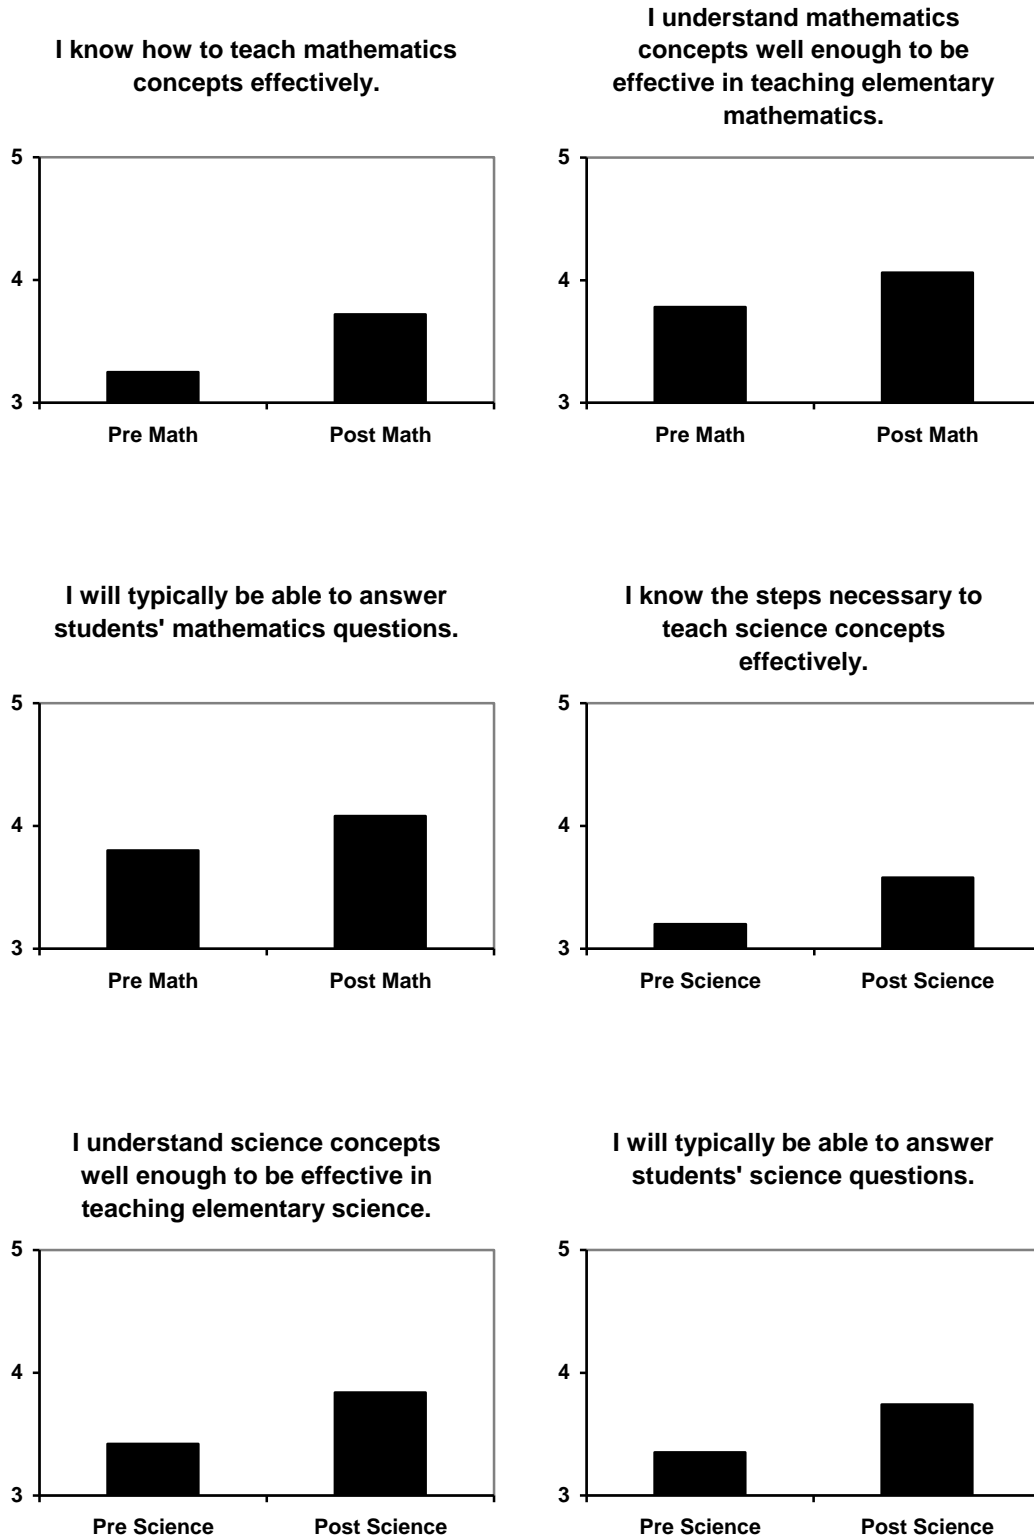 I know how to teach mathematics
concepts effectively.
5
4
3
Pre Math Post Math
I understand mathematics
concepts well enough to be
effective in teaching elementary
mathematics.
5
4
3
Pre Math Post Math
I will typically be able to answer
students' mathematics questions.
5
4
3
Pre Math Post Math
I know the steps necessary to
teach science concepts
effectively.
5
4
3
Pre Science Post Science
I understand science concepts
well enough to be effective in
teaching elementary science.
5
4
3
Pre Science Post Science
I will typically be able to answer
students' science questions.
5
4
3
Pre Science Post Science